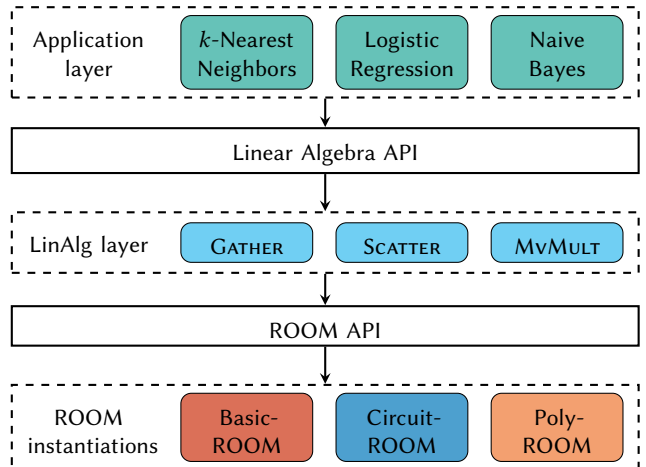 Application layer
k-Nearest Neighbors
Logistic Regression
Naive Bayes
Linear Algebra API
LinAlg layer
GATHER
SCATTER
MVMULT
ROOM API
ROOM instantiations
Basic-ROOM
Circuit-ROOM
Poly-ROOM